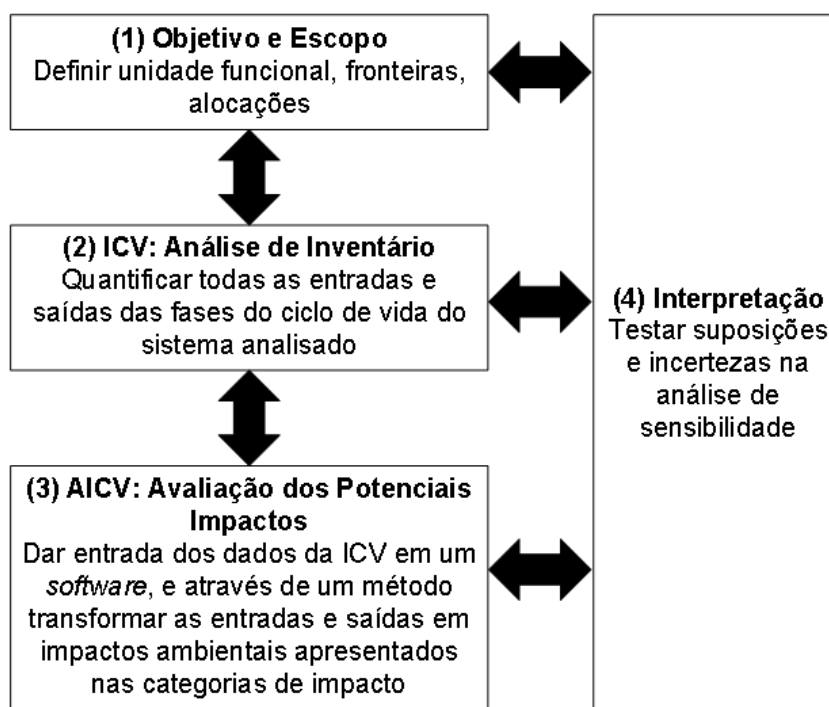 (1) Objetivo e Escopo
Definir unidade funcional, fronteiras,
alocações
(2) ICV: Análise de Inventário
Quantificar todas as entradas e
saídas das fases do ciclo de vida do
sistema analisado
(3) AICV: Avaliação dos Potenciais
Impactos
Dar entrada dos dados da ICV em um
software, e através de um método
transformar as entradas e saídas em
impactos ambientais apresentados
nas categorias de impacto
(4) Interpretação
Testar suposições
e incertezas na
análise de
sensibilidade